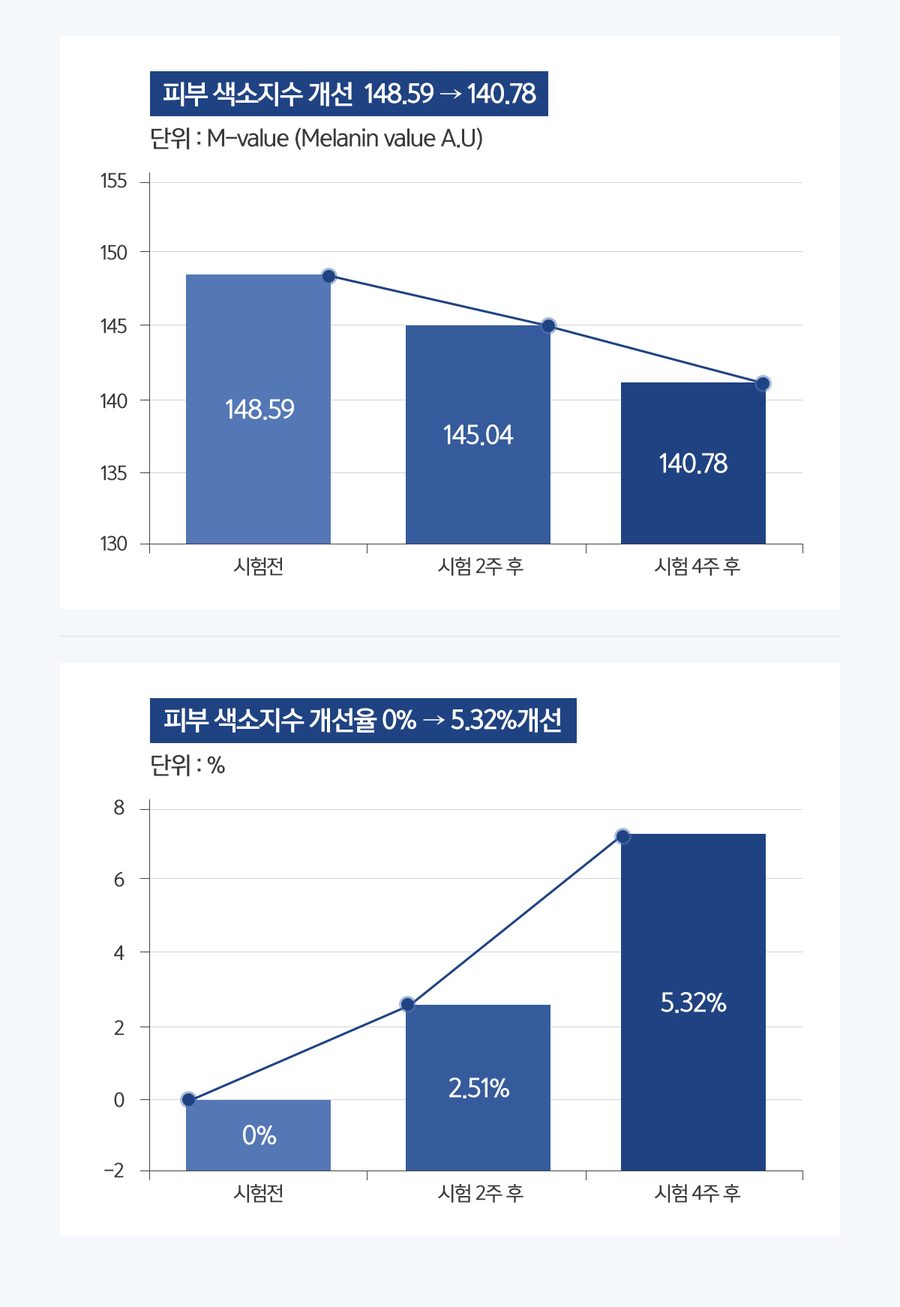 피부 색소지수 개선 148.59 → 140.78
단위 : M-value (Melanin value A.U)
155
150
145
140
135
130
148.59
145.04
140.78
시험전
시험 2주 후
시험 4주 후
피부 색소지수 개선율 0% → 5.32%개선
단위 : %
8
6
4
2
0
-2
0%
2.51%
5.32%
시험전
시험 2주 후
시험 4주 후